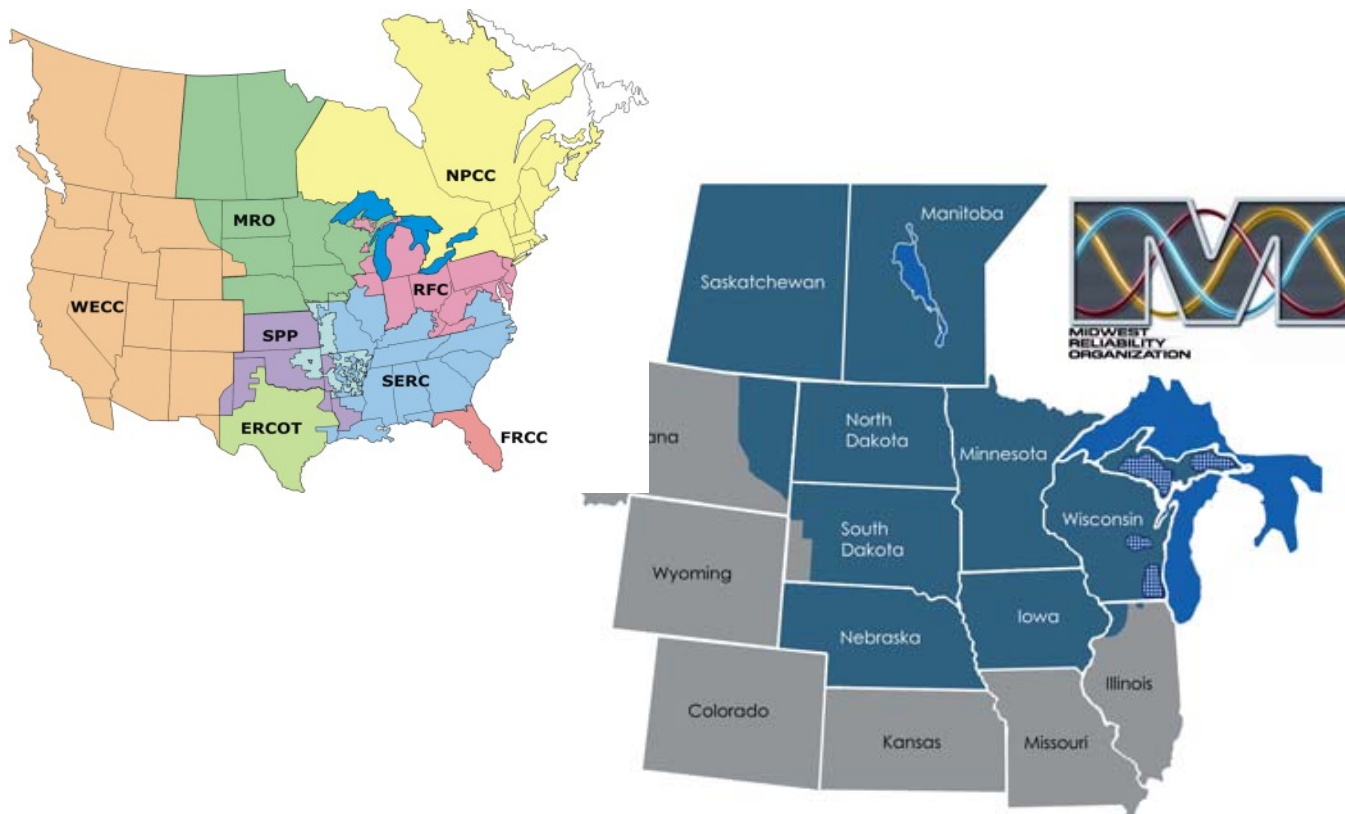 NPCC
MRO
RFC
WECC
SPP
SERC
ERCOT
FRCC
Manitoba
Saskatchewan
MIDWEST
RELIABILITY
ORGANIZATION
ana
North
Dakota
Minnesota
South
Dakota
Wisconsin
Wyoming
Iowa
Nebraska
Illinois
Colorado
Kansas
Missouri